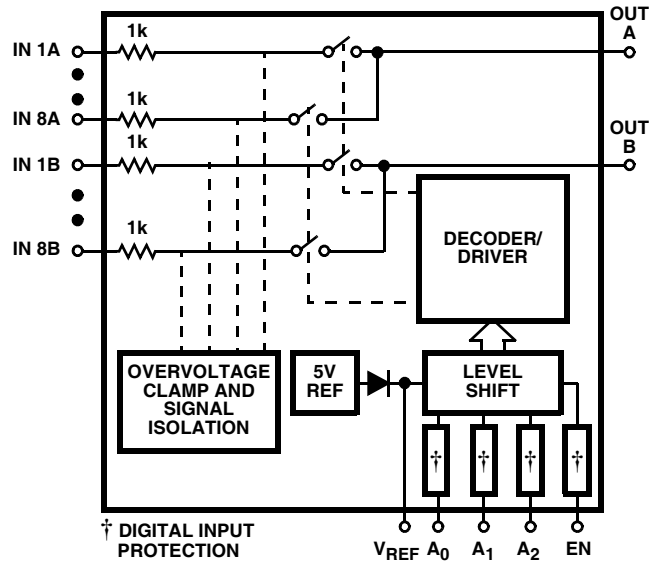 OUT
A
1k
IN 1A
1k
IN 8A
OUT
B
1k
IN 1B
1k
IN 8B
DECODER/
DRIVER
OVERVOLTAGE
CLAMP AND
SIGNAL
ISOLATION
5V
REF
LEVEL
SHIFT
† † † †
† DIGITAL INPUT
PROTECTION
VREF A0 A1 A2 EN